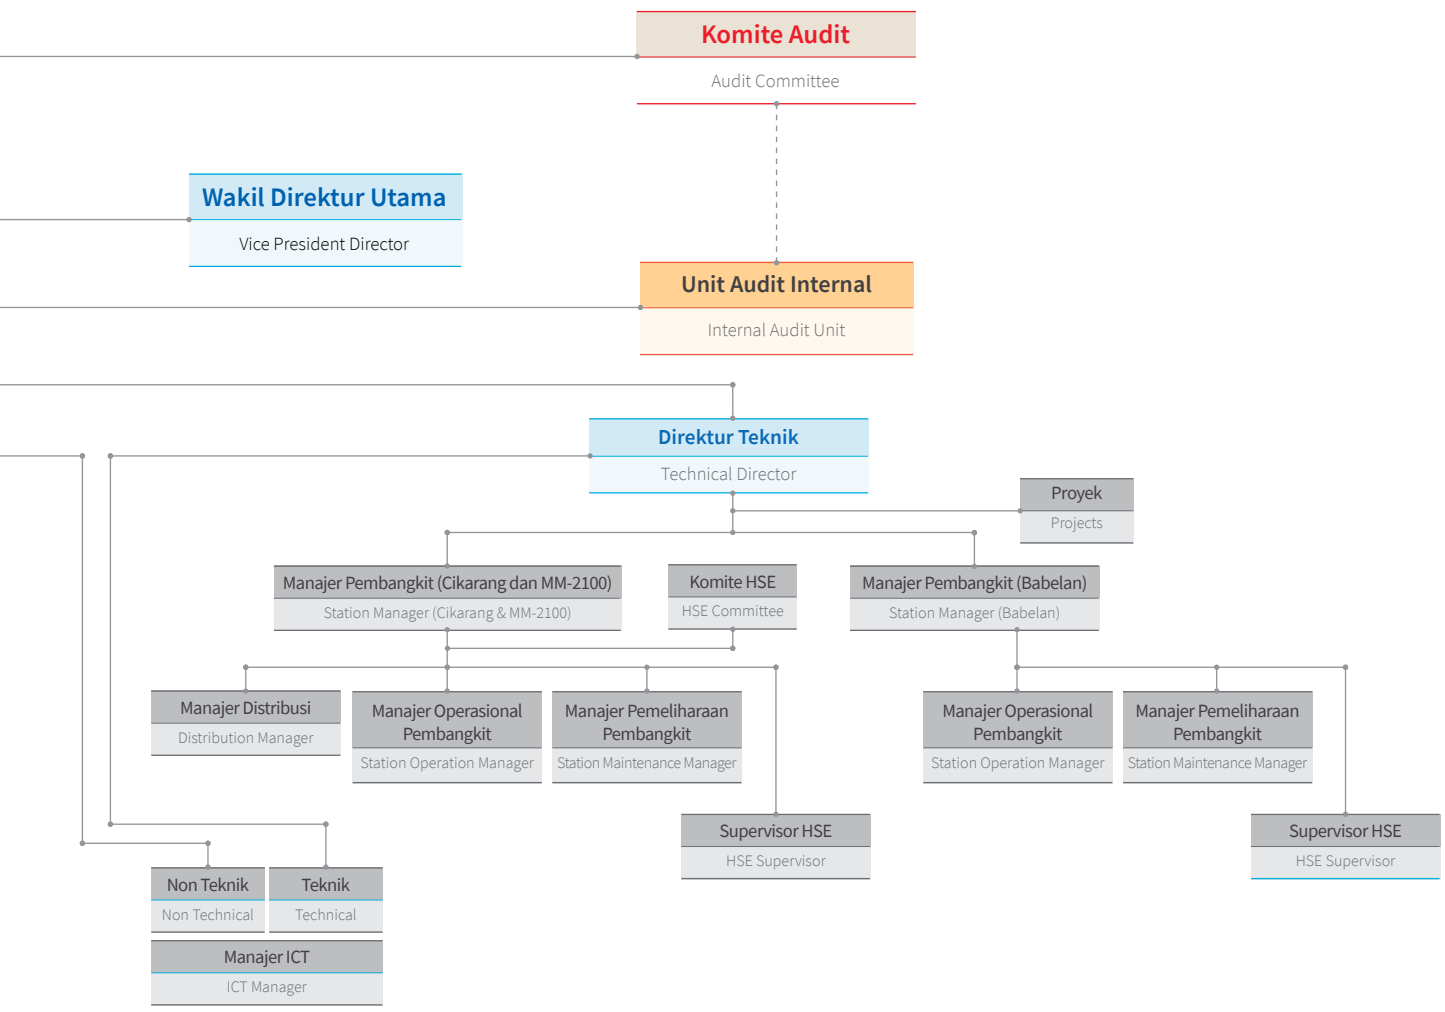 Komite Audit
Audit Committee
Wakil Direktur Utama
Vice President Director
Unit Audit Internal
Internal Audit Unit
Direktur Teknik
Technical Director
Proyek
Projects
Manajer Pembangkit (Cikarang dan MM-2100)
Station Manager (Cikarang & MM-2100)
Komite HSE
HSE Committee
Manajer Pembangkit (Babelan)
Station Manager (Babelan)
Manajer Distribusi
Distribution Manager
Manajer Operasional
Pembangkit
Station Operation Manager
Manajer Pemeliharaan
Pembangkit
Station Maintenance Manager
Manajer Operasional
Pembangkit
Station Operation Manager
Manajer Pemeliharaan
Pembangkit
Station Maintenance Manager
Supervisor HSE
HSE Supervisor
Supervisor HSE
HSE Supervisor
Non Teknik
Non Technical
Teknik
Technical
Manajer ICT
ICT Manager